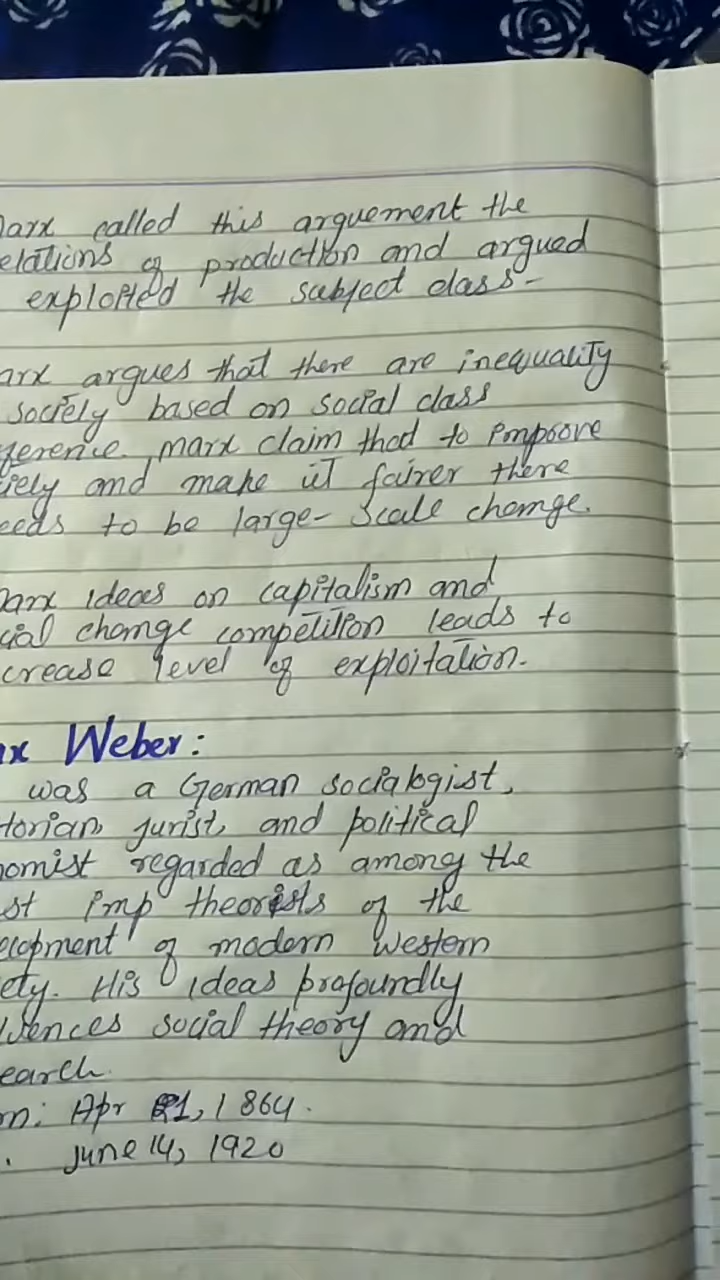 arx called this arguement the
elations of production and argued
exploited the subject class-
arx argues that there are inequality
society based on social class
ference. marx claim that to improve
iety and make it fairer there
eeds to be large-scale change.
arx ideas on capitalism and
cial change competition leads to
crease level of exploitation.
x Weber:
was a German sociologist,
torian, jurist, and political
nomist regarded as among the
st imp theorists of the
elopment of modern Western
ety. His ideas profoundly
uences social theory and
earch.
n: Apr 21, 1864.
. June 14, 1920